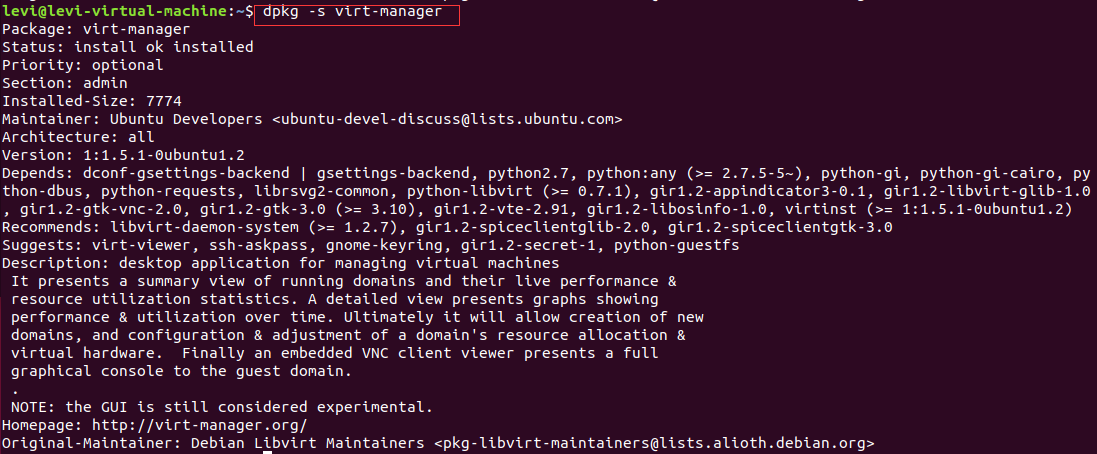 levi@levi-virtual-machine:~$ dpkg -s virt-manager
Package: virt-manager
Status: install ok installed
Priority: optional
Section: admin
Installed-Size: 7774
Maintainer: Ubuntu Developers <ubuntu-devel-discuss@lists.ubuntu.com>
Architecture: all
Version: 1:1.5.1-0ubuntu1.2
Depends: dconf-gsettings-backend | gsettings-backend, python2.7, python:any (>= 2.7.5-5~), python-gi, python-gi-cairo, py
thon-dbus, python-requests, librsvg2-common, python-libvirt (>= 0.7.1), gir1.2-appindicator3-0.1, gir1.2-libvirt-glib-1.0
, gir1.2-gtk-vnc-2.0, gir1.2-gtk-3.0 (>= 3.10), gir1.2-vte-2.91, gir1.2-libosinfo-1.0, virtinst (>= 1:1.5.1-0ubuntu1.2)
Recommends: libvirt-daemon-system (>= 1.2.7), gir1.2-spiceclientglib-2.0, gir1.2-spiceclientgtk-3.0
Suggests: virt-viewer, ssh-askpass, gnome-keyring, gir1.2-secret-1, python-guestfs
Description: desktop application for managing virtual machines
 It presents a summary view of running domains and their live performance &
 resource utilization statistics. A detailed view presents graphs showing
 performance & utilization over time. Ultimately it will allow creation of new
 domains, and configuration & adjustment of a domain's resource allocation &
 virtual hardware.  Finally an embedded VNC client viewer presents a full
 graphical console to the guest domain.
 .
 NOTE: the GUI is still considered experimental.
Homepage: http://virt-manager.org/
Original-Maintainer: Debian Libvirt Maintainers <pkg-libvirt-maintainers@lists.alioth.debian.org>